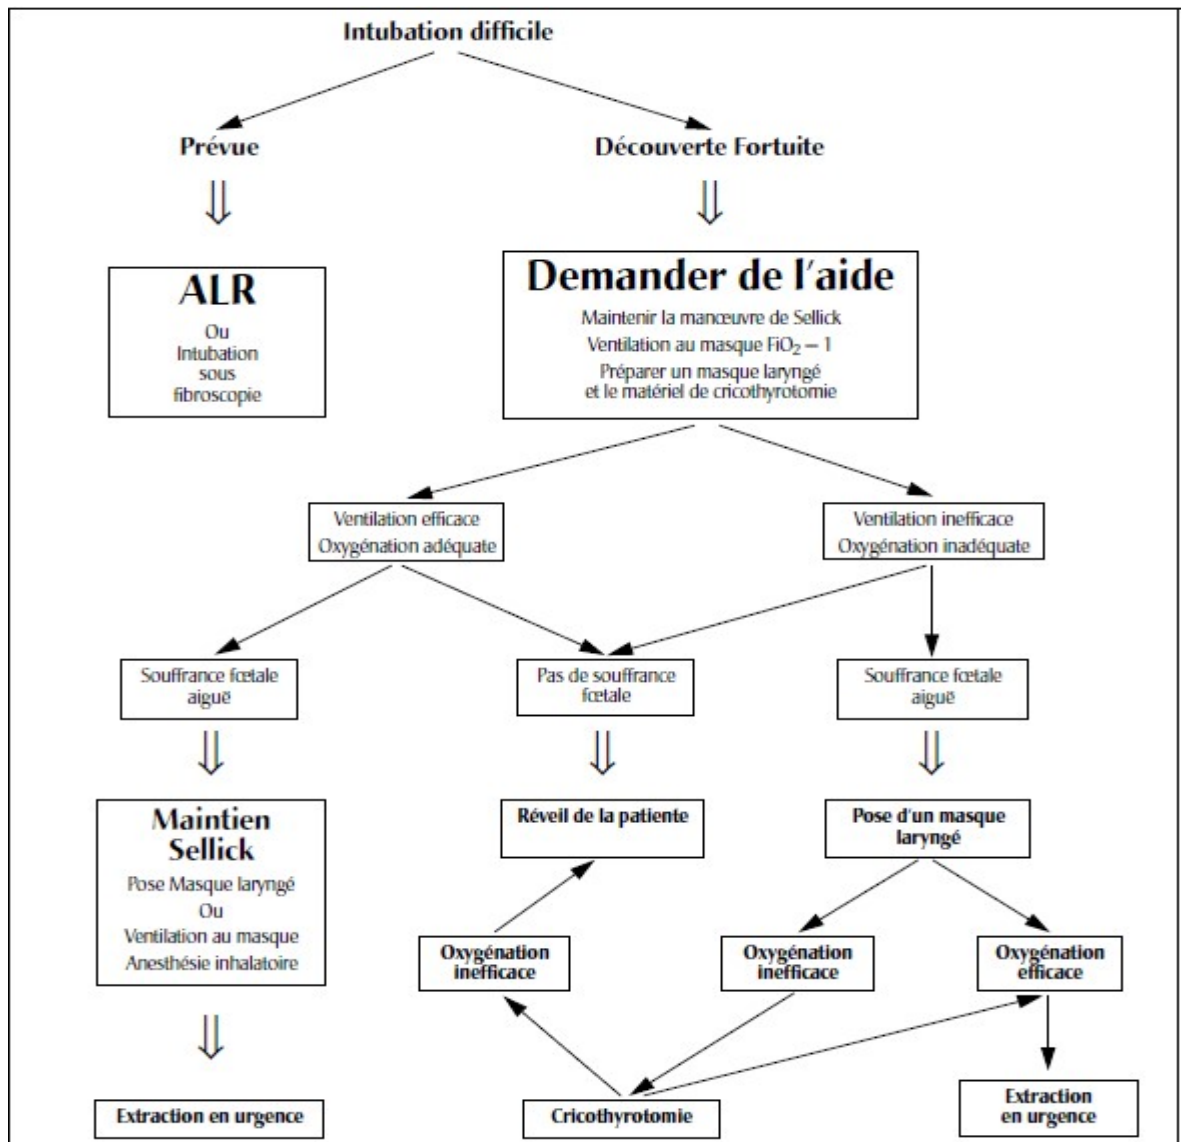 Intubation difficile
Prévue
Découverte Fortuite
ALR
Ou
Intubation
sous
fibroscopie
Demander de l'aide
Maintenir la manœuvre de Sellick
Ventilation au masque FiO₂ – 1
Préparer un masque laryngé
et le matériel de cricothyrotomie
Ventilation efficace
Oxygénation adéquate
Ventilation inefficace
Oxygénation inadéquate
Souffrance fœtale
aiguë
Pas de souffrance
fœtale
Souffrance fœtale
aiguë
Maintien
Sellick
Pose Masque laryngé
Ou
Ventilation au masque
Anesthésie inhalatoire
Réveil de la patiente
Pose d'un masque
laryngé
Oxygénation
inefficace
Oxygénation
inefficace
Oxygénation
efficace
Extraction en urgence
Cricothyrotomie
Extraction
en urgence